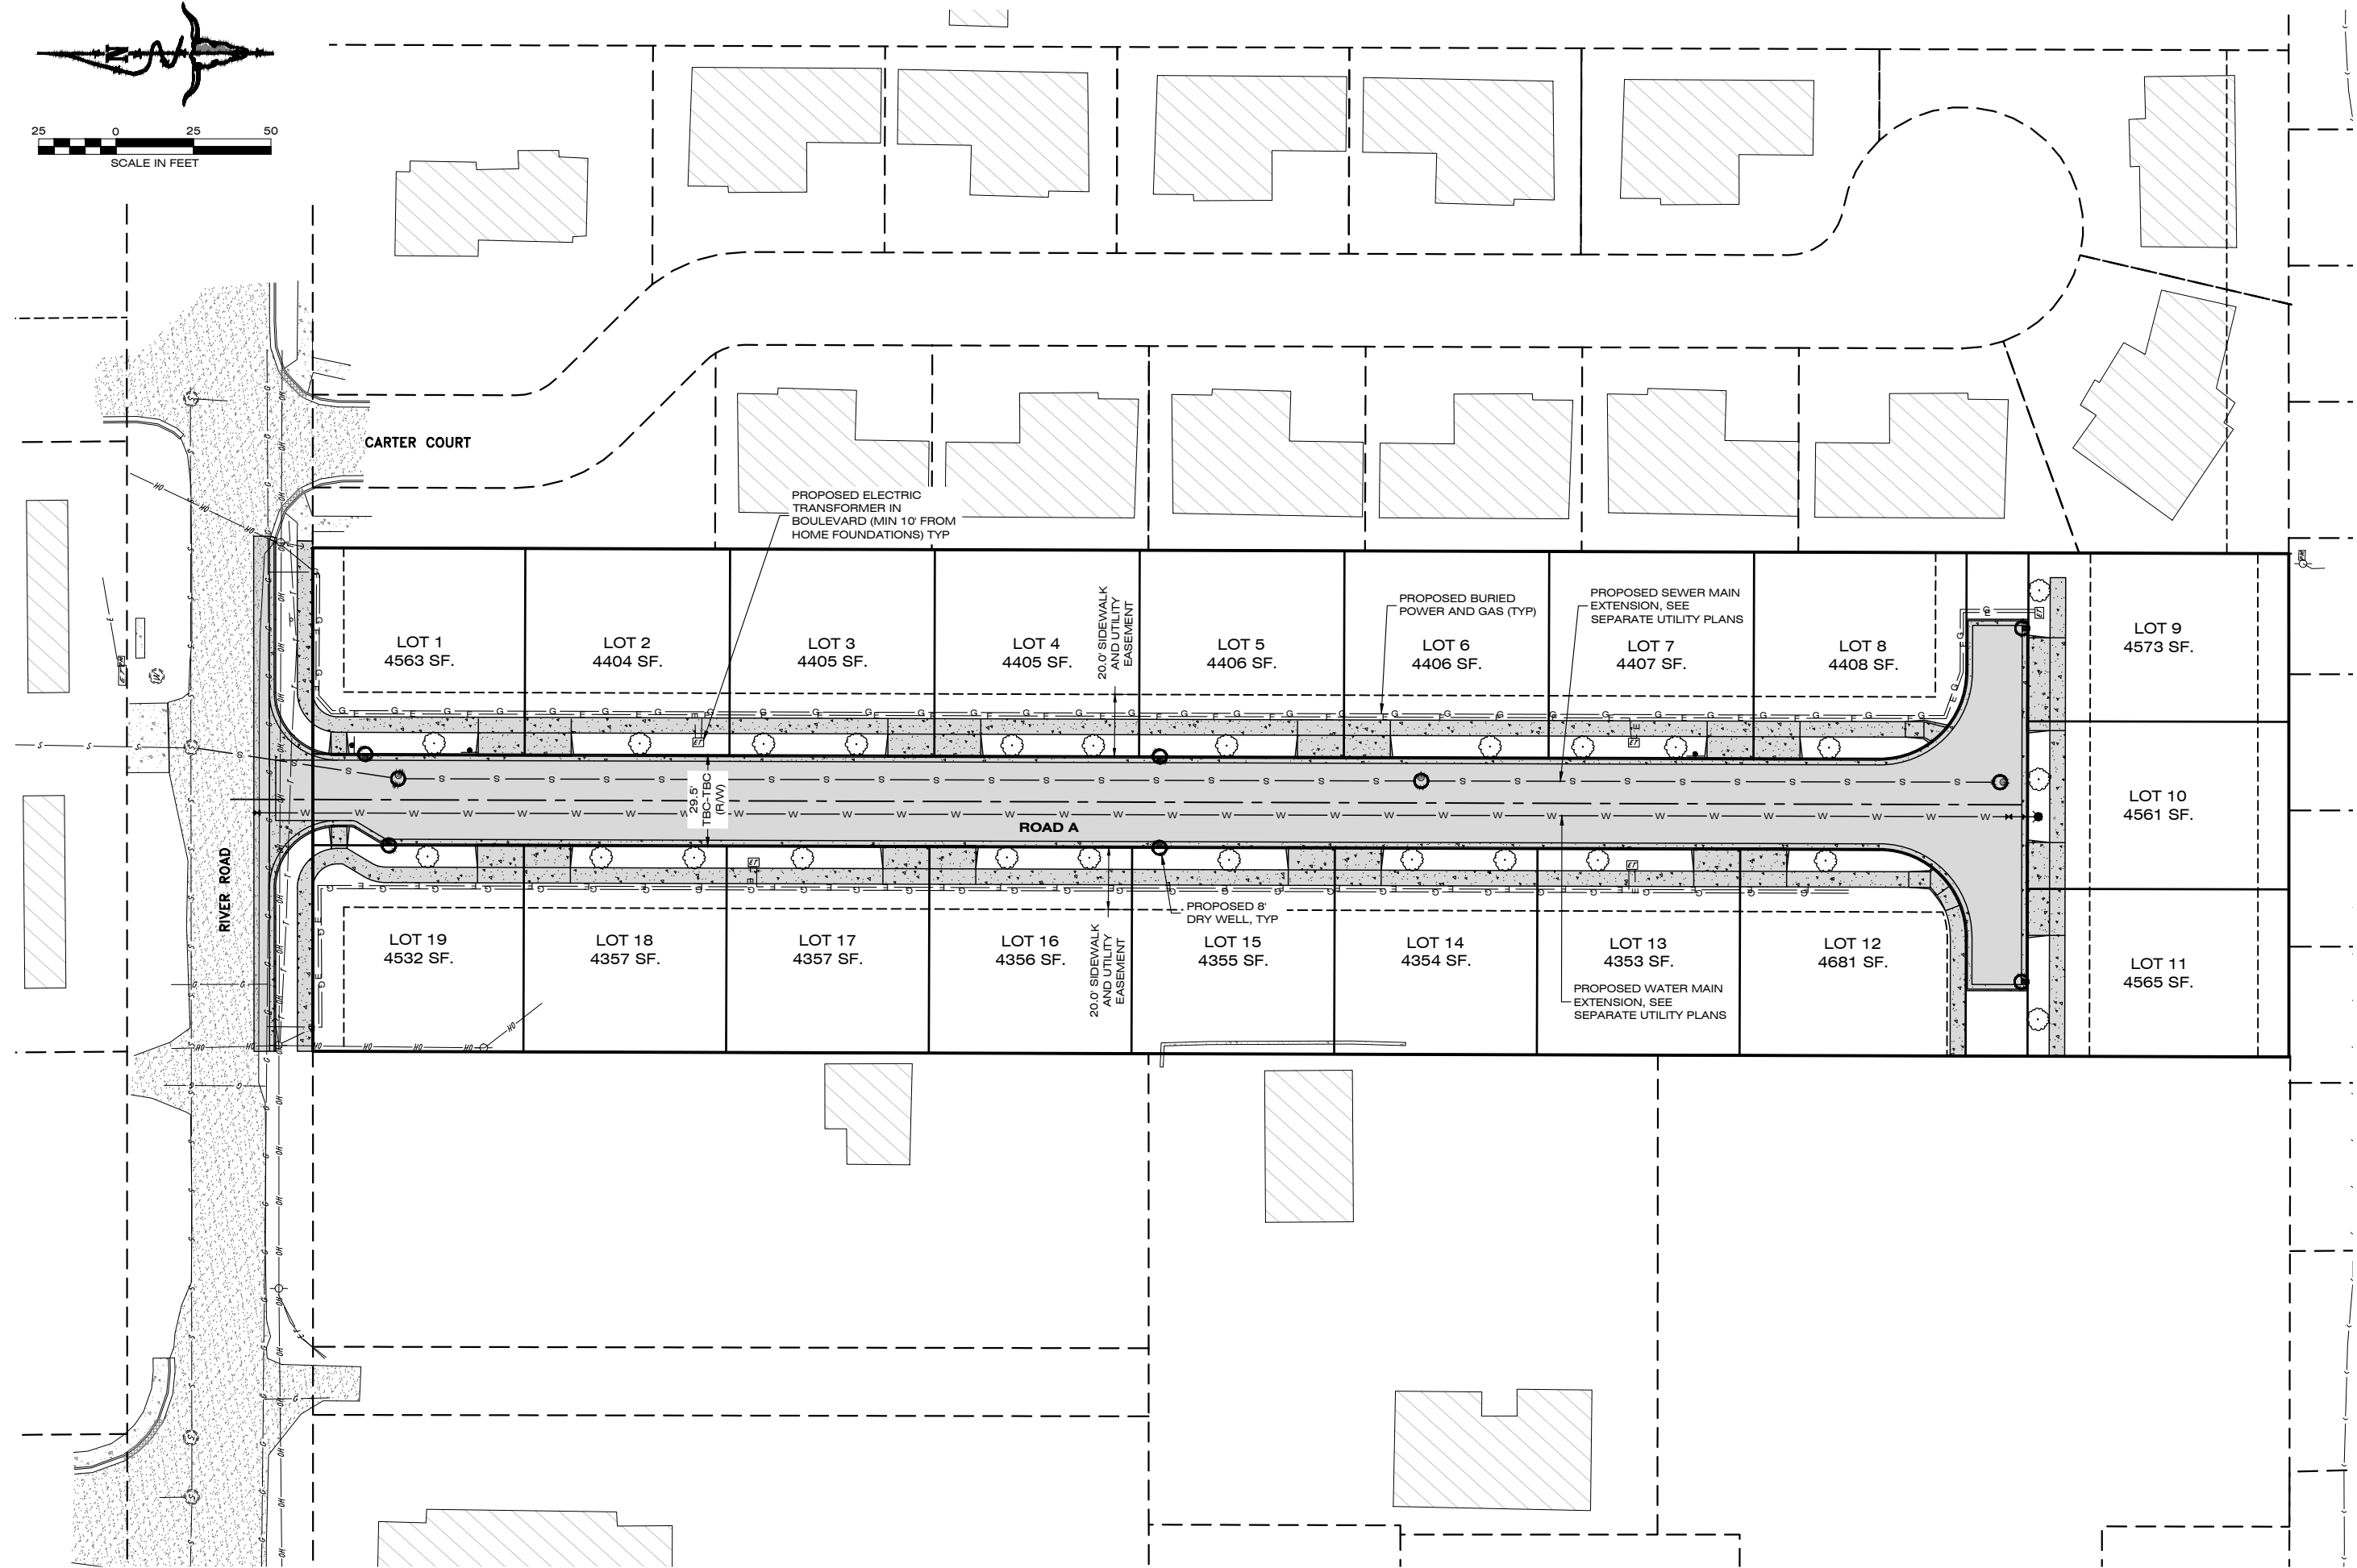 N
25 0 25 50
SCALE IN FEET
CARTER COURT
PROPOSED ELECTRIC
TRANSFORMER IN
BOULEVARD (MIN 10' FROM
HOME FOUNDATIONS) TYP
LOT 1
4563 SF.
LOT 2
4404 SF.
LOT 3
4405 SF.
LOT 4
4405 SF.
20.0' SIDEWALK
AND UTILITY
EASEMENT
LOT 5
4406 SF.
PROPOSED BURIED
POWER AND GAS (TYP)
LOT 6
4406 SF.
PROPOSED SEWER MAIN
EXTENSION, SEE
SEPARATE UTILITY PLANS
LOT 7
4407 SF.
LOT 8
4408 SF.
LOT 9
4573 SF.
LOT 10
4561 SF.
LOT 11
4565 SF.
29.5'
TBC-TBC
(R/W)
ROAD A
RIVER ROAD
PROPOSED 8'
DRY WELL, TYP
LOT 19
4532 SF.
LOT 18
4357 SF.
LOT 17
4357 SF.
LOT 16
4356 SF.
20.0' SIDEWALK
AND UTILITY
EASEMENT
LOT 15
4355 SF.
LOT 14
4354 SF.
LOT 13
4353 SF.
LOT 12
4681 SF.
PROPOSED WATER MAIN
EXTENSION, SEE
SEPARATE UTILITY PLANS